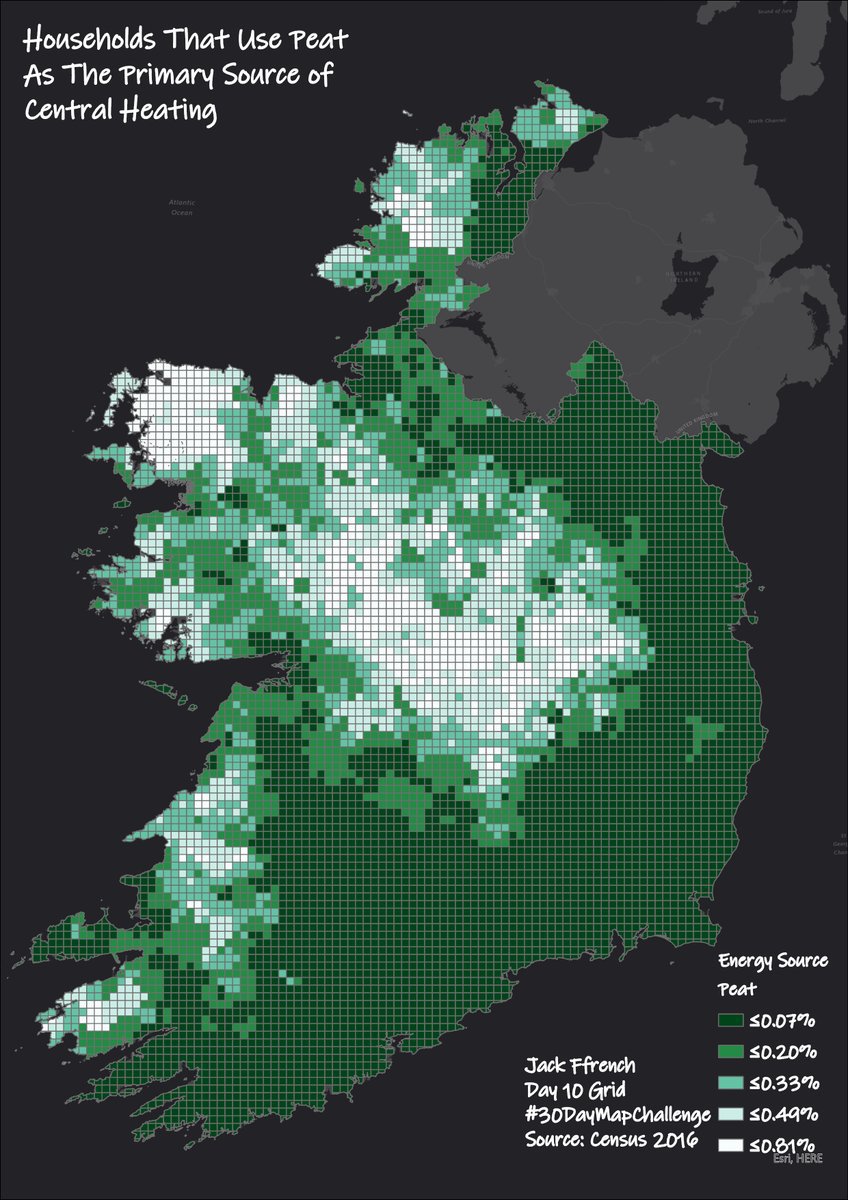 Households That Use Peat
As The Primary Source of
Central Heating
Sound of Jura
North Channel
Atlantic
Ocean
UNITED KINGDOM
NORTHERN
IRELAND
UNITED KINGDOM
Energy Source
Peat
≤0.07%
≤0.20%
≤0.33%
≤0.49%
≤0.81%
Jack Ffrench
Day 10 Grid
#30DayMapChallenge
Source: Census 2016
Esri, HERE